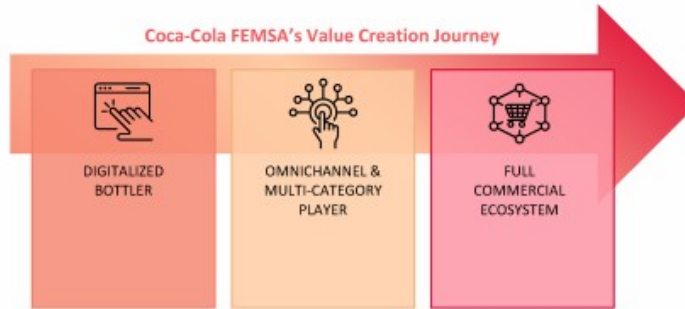 Coca-Cola FEMSA's Value Creation Journey
DIGITALIZED
BOTTLER
OMNICHANNEL &
MULTI-CATEGORY
PLAYER
FULL
COMMERCIAL
ECOSYSTEM